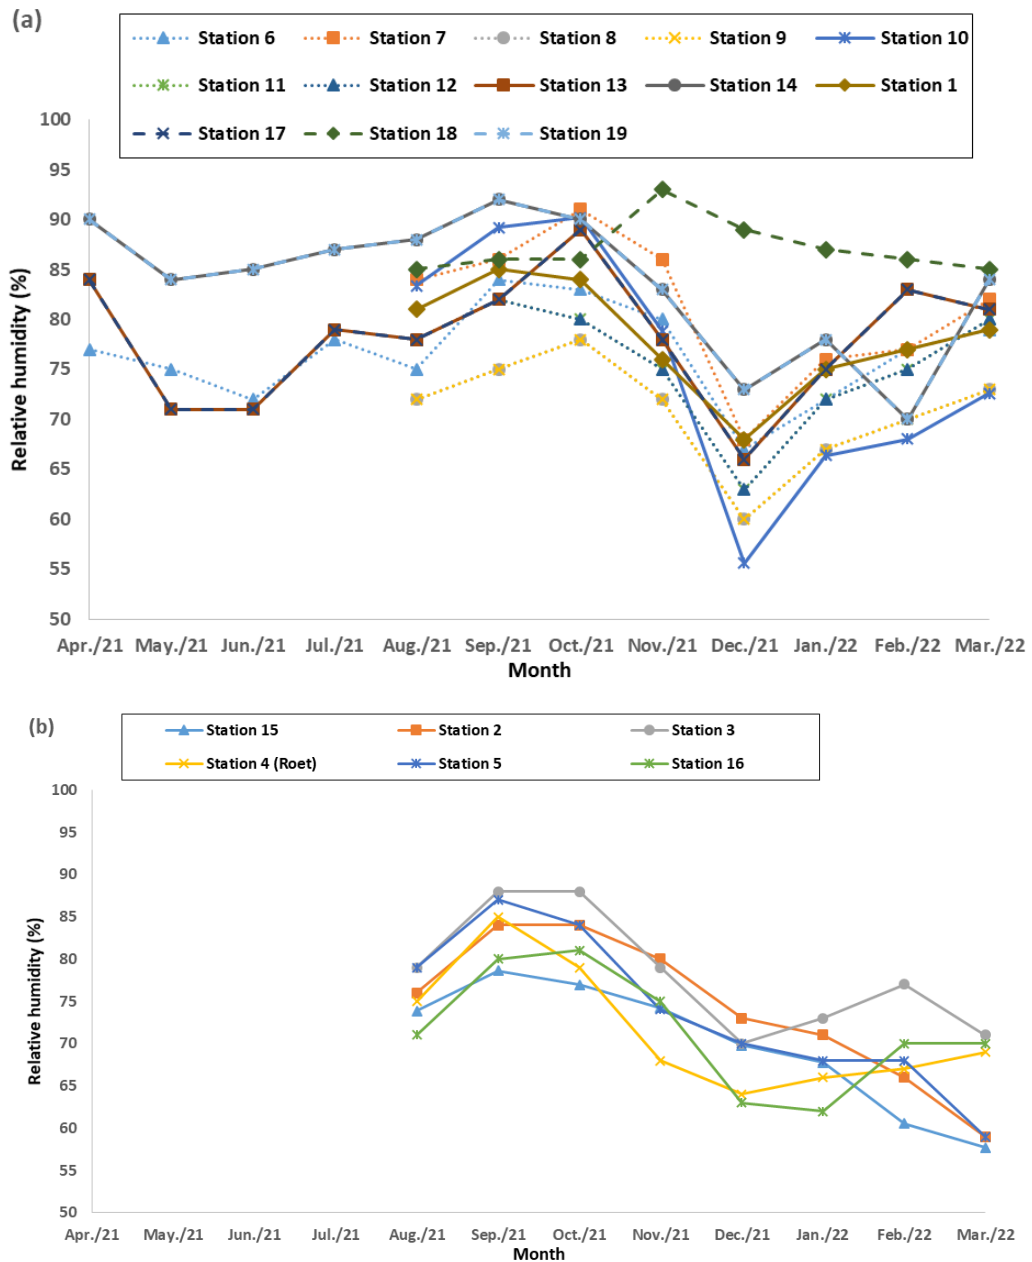 (a)
Station 6 Station 7 Station 8 Station 9 Station 10
Station 11 Station 12 Station 13 Station 14 Station 1
Station 17 Station 18 Station 19
100
95
90
85
80
75
70
65
60
55
50
Relative humidity (%)
Apr./21 May./21 Jun./21 Jul./21 Aug./21 Sep./21 Oct./21 Nov./21 Dec./21 Jan./22 Feb./22 Mar./22
Month
(b)
Station 15 Station 2 Station 3
Station 4 (Roet) Station 5 Station 16
100
95
90
85
80
75
70
65
60
55
50
Relative humidity (%)
Apr./21 May./21 Jun./21 Jul./21 Aug./21 Sep./21 Oct./21 Nov./21 Dec./21 Jan./22 Feb./22 Mar./22
Month